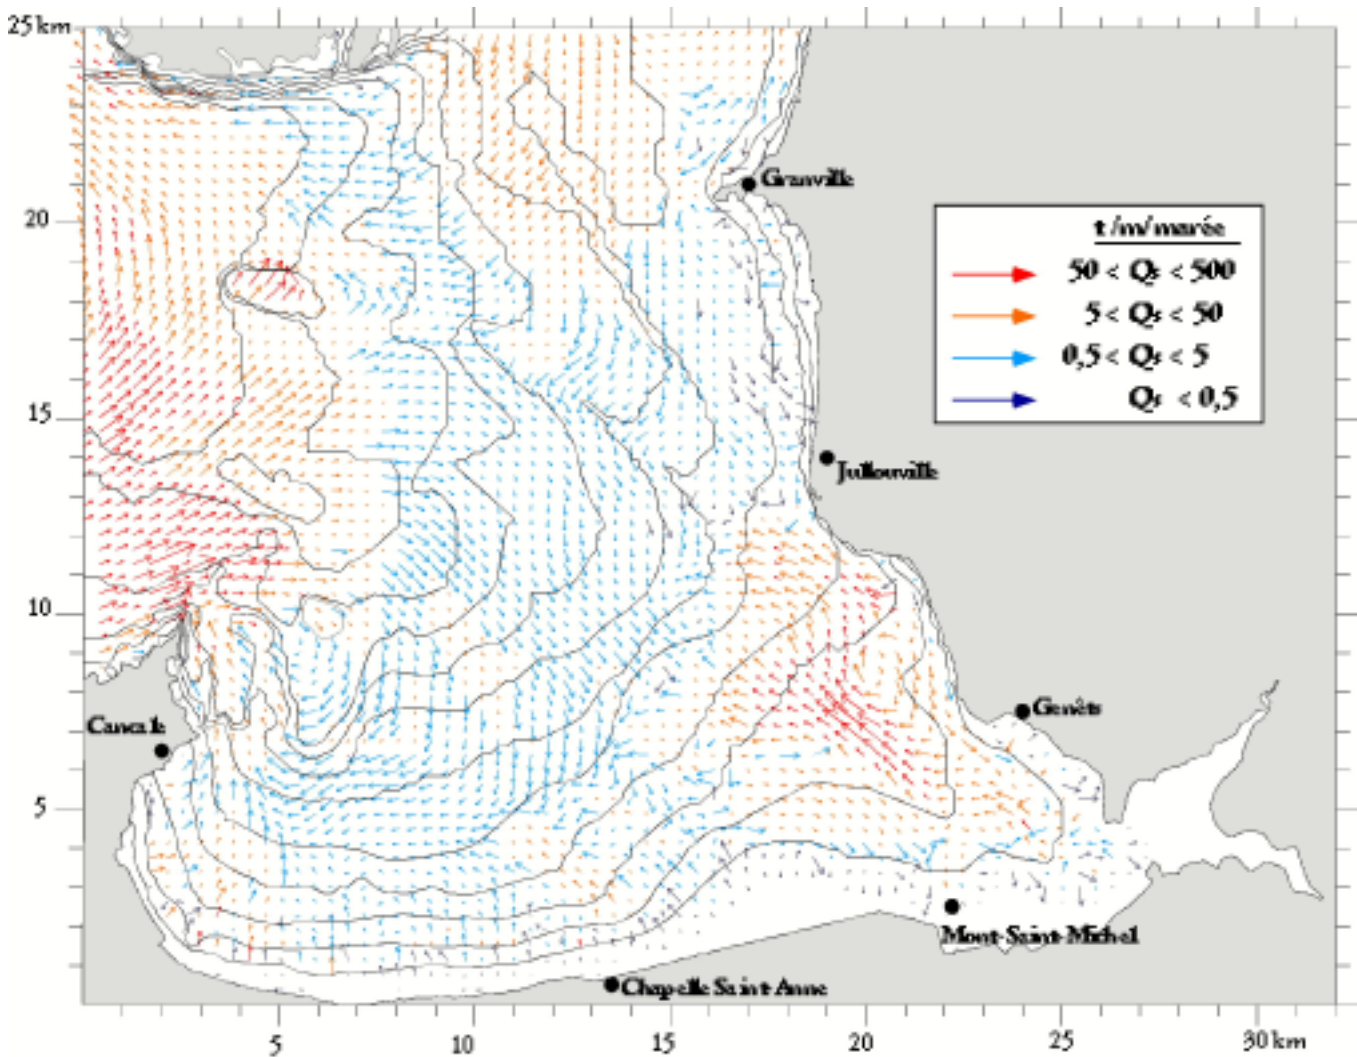 25 km
Granville
20
t/m/marée
50 < Qs < 500
5 < Qs < 50
0,5 < Qs < 5
Qs < 0,5
15
Jullouville
10
Genêts
Cancale
5
Mont-Saint-Michel
Chapelle Saint-Anne
5 10 15 20 25 30 km